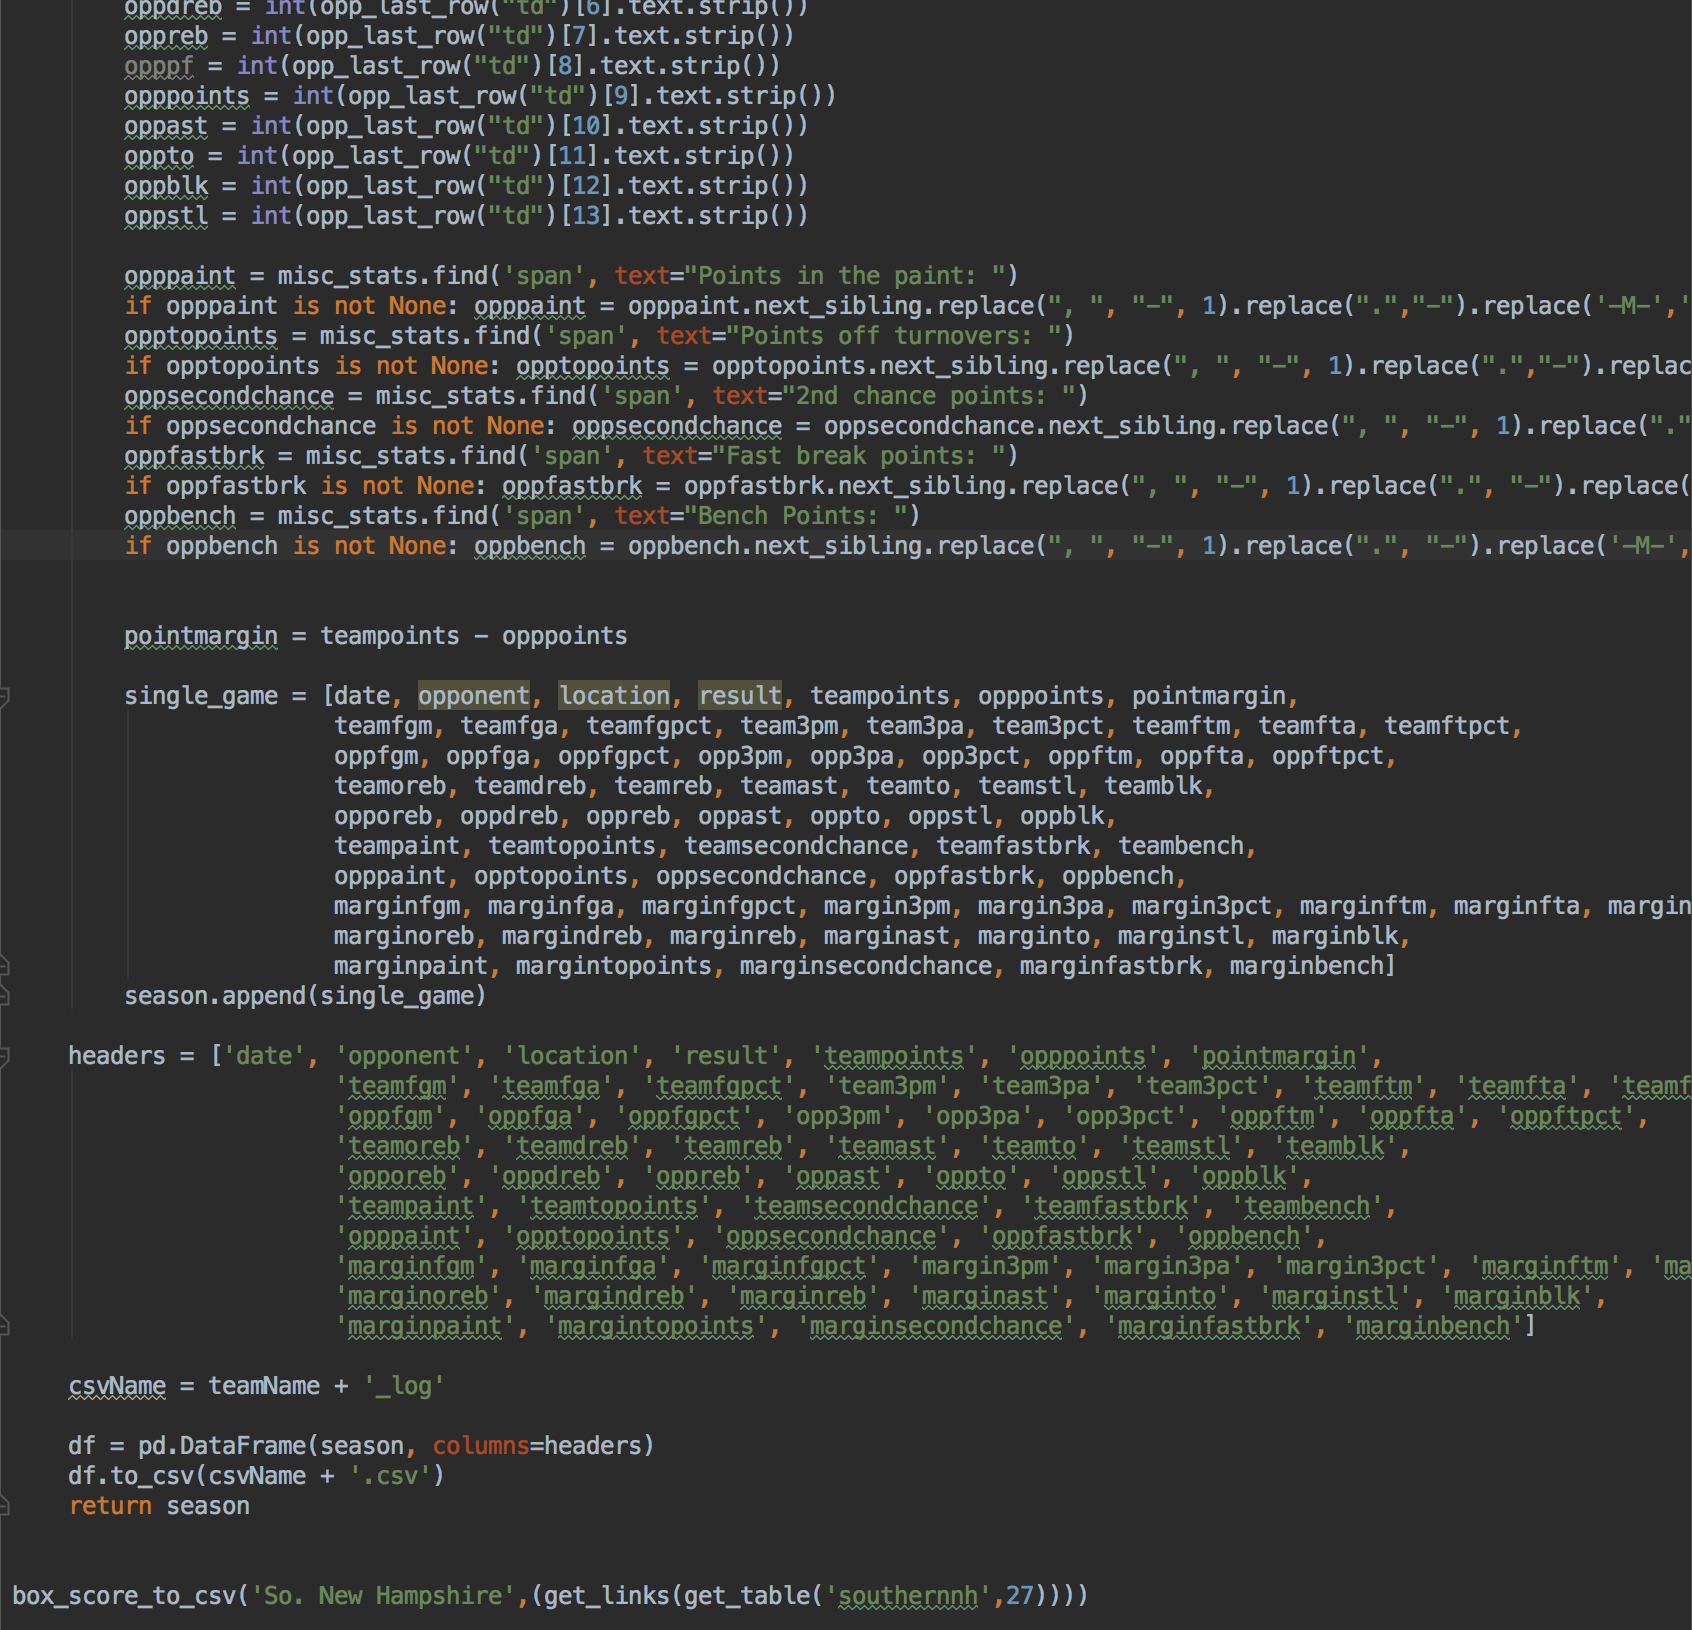 oppdreb = int(opp_last_row("td")[6].text.strip())
oppreb = int(opp_last_row("td")[7].text.strip())
opppf = int(opp_last_row("td")[8].text.strip())
opppoints = int(opp_last_row("td")[9].text.strip())
oppast = int(opp_last_row("td")[10].text.strip())
oppto = int(opp_last_row("td")[11].text.strip())
oppblk = int(opp_last_row("td")[12].text.strip())
oppstl = int(opp_last_row("td")[13].text.strip())
opppaint = misc_stats.find('span', text="Points in the paint: ")
if opppaint is not None: opppaint = opppaint.next_sibling.replace(", ", "-", 1).replace(".","-").replace('-M-','
opptopoints = misc_stats.find('span', text="Points off turnovers: ")
if opptopoints is not None: opptopoints = opptopoints.next_sibling.replace(", ", "-", 1).replace(".","-").replac
oppsecondchance = misc_stats.find('span', text="2nd chance points: ")
if oppsecondchance is not None: oppsecondchance = oppsecondchance.next_sibling.replace(", ", "-", 1).replace("."
oppfastbrk = misc_stats.find('span', text="Fast break points: ")
if oppfastbrk is not None: oppfastbrk = oppfastbrk.next_sibling.replace(", ", "-", 1).replace(".", "-").replace(
oppbench = misc_stats.find('span', text="Bench Points: ")
if oppbench is not None: oppbench = oppbench.next_sibling.replace(", ", "-", 1).replace(".", "-").replace('-M-',
pointmargin = teampoints - opppoints
single_game = [date, opponent, location, result, teampoints, opppoints, pointmargin,
teamfgm, teamfga, teamfgpct, team3pm, team3pa, team3pct, teamftm, teamfta, teamftpct,
oppfgm, oppfga, oppfgpct, opp3pm, opp3pa, opp3pct, oppftm, oppfta, oppftpct,
teamoreb, teamdreb, teamreb, teamast, teamto, teamstl, teamblk,
opporeb, oppdreb, oppreb, oppast, oppto, oppstl, oppblk,
teampaint, teamtopoints, teamsecondchance, teamfastbrk, teambench,
opppaint, opptopoints, oppsecondchance, oppfastbrk, oppbench,
marginfgm, marginfga, marginfgpct, margin3pm, margin3pa, margin3pct, marginftm, marginfta, margin
marginoreb, margindreb, marginreb, marginast, marginto, marginstl, marginblk,
marginpaint, margintopoints, marginsecondchance, marginfastbrk, marginbench]
season.append(single_game)
headers = ['date', 'opponent', 'location', 'result', 'teampoints', 'opppoints', 'pointmargin',
'teamfgm', 'teamfga', 'teamfgpct', 'team3pm', 'team3pa', 'team3pct', 'teamftm', 'teamfta', 'teamf
'oppfgm', 'oppfga', 'oppfgpct', 'opp3pm', 'opp3pa', 'opp3pct', 'oppftm', 'oppfta', 'oppftpct',
'teamoreb', 'teamdreb', 'teamreb', 'teamast', 'teamto', 'teamstl', 'teamblk',
'opporeb', 'oppdreb', 'oppreb', 'oppast', 'oppto', 'oppstl', 'oppblk',
'teampaint', 'teamtopoints', 'teamsecondchance', 'teamfastbrk', 'teambench',
'opppaint', 'opptopoints', 'oppsecondchance', 'oppfastbrk', 'oppbench',
'marginfgm', 'marginfga', 'marginfgpct', 'margin3pm', 'margin3pa', 'margin3pct', 'marginftm', 'ma
'marginoreb', 'margindreb', 'marginreb', 'marginast', 'marginto', 'marginstl', 'marginblk',
'marginpaint', 'margintopoints', 'marginsecondchance', 'marginfastbrk', 'marginbench']
csvName = teamName + '_log'
df = pd.DataFrame(season, columns=headers)
df.to_csv(csvName + '.csv')
return season
box_score_to_csv('So. New Hampshire',(get_links(get_table('southernnh',27))))